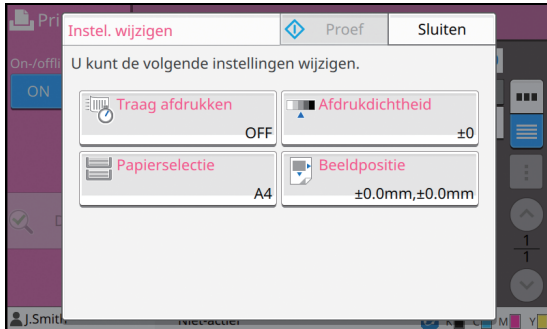 Pri
Instel. wijzigen
Proef
Sluiten
On-/offli
U kunt de volgende instellingen wijzigen.
ON
Traag afdrukken
OFF
Afdrukdichtheid
±0
Papierselectie
A4
Beeldpositie
±0.0mm,±0.0mm
D
1
1
J.Smith
Niet-actief
K
C
M
Y